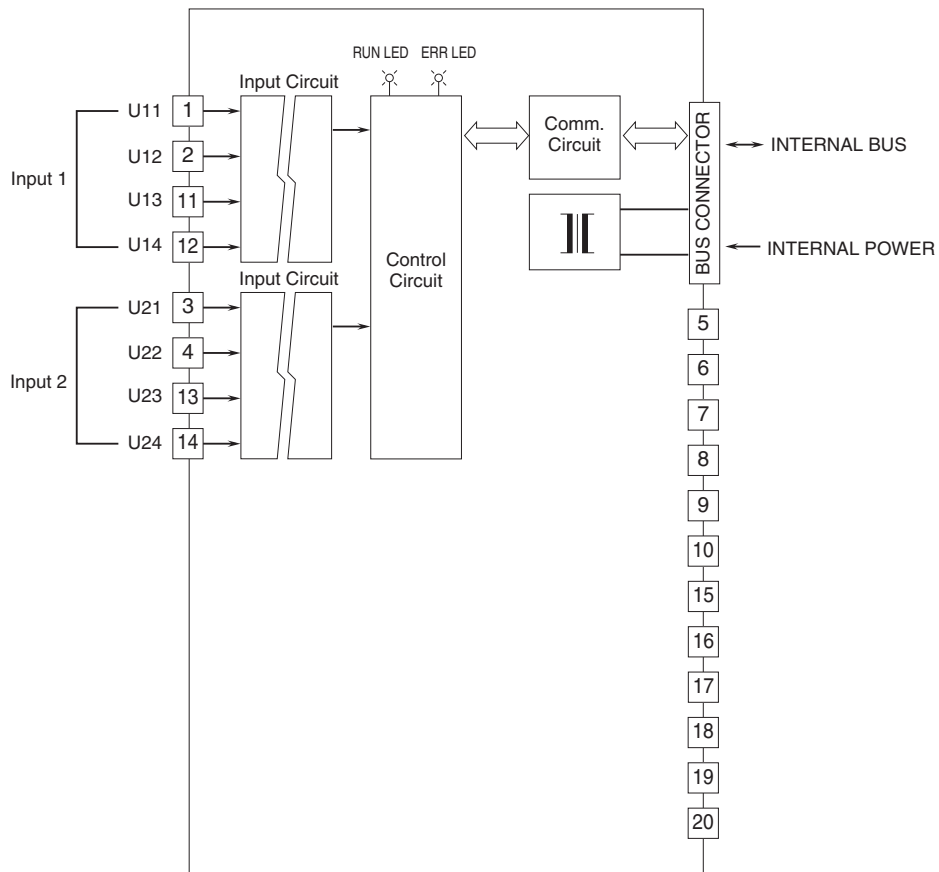 RUN LED ERR LED
Input Circuit
Input 1
U11 1
U12 2
U13 11
U14 12
Input Circuit
Input 2
U21 3
U22 4
U23 13
U24 14
Control
Circuit
Comm.
Circuit
BUS CONNECTOR
INTERNAL BUS
INTERNAL POWER
5
6
7
8
9
10
15
16
17
18
19
20